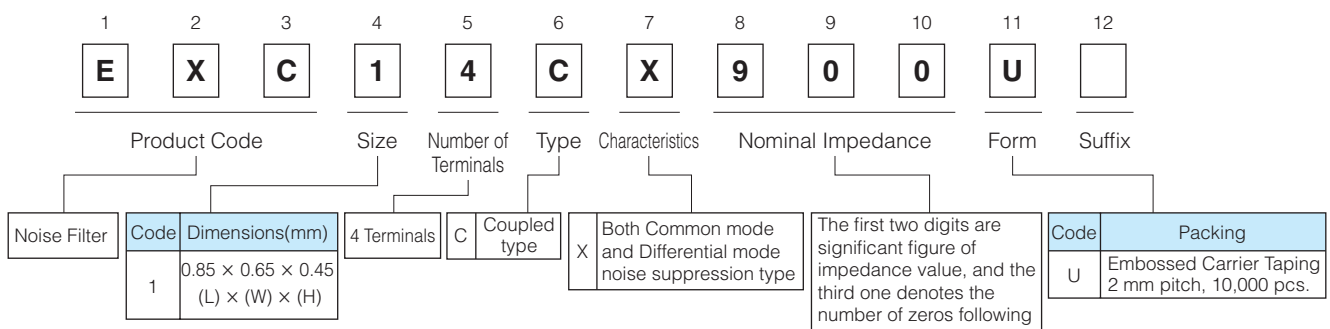 1 2 3 4 5 6 7 8 9 10 11 12
E X C 1 4 C X 9 0 0 U
Product Code Size Number of Terminals Type Characteristics Nominal Impedance Form Suffix
Noise Filter
Code Dimensions(mm)
1 0.85 × 0.65 × 0.45
(L) × (W) × (H)
4 Terminals
C Coupled
type
X Both Common mode
and Differential mode
noise suppression type
The first two digits are
significant figure of
impedance value, and the
third one denotes the
number of zeros following
Code Packing
U Embossed Carrier Taping
2 mm pitch, 10,000 pcs.